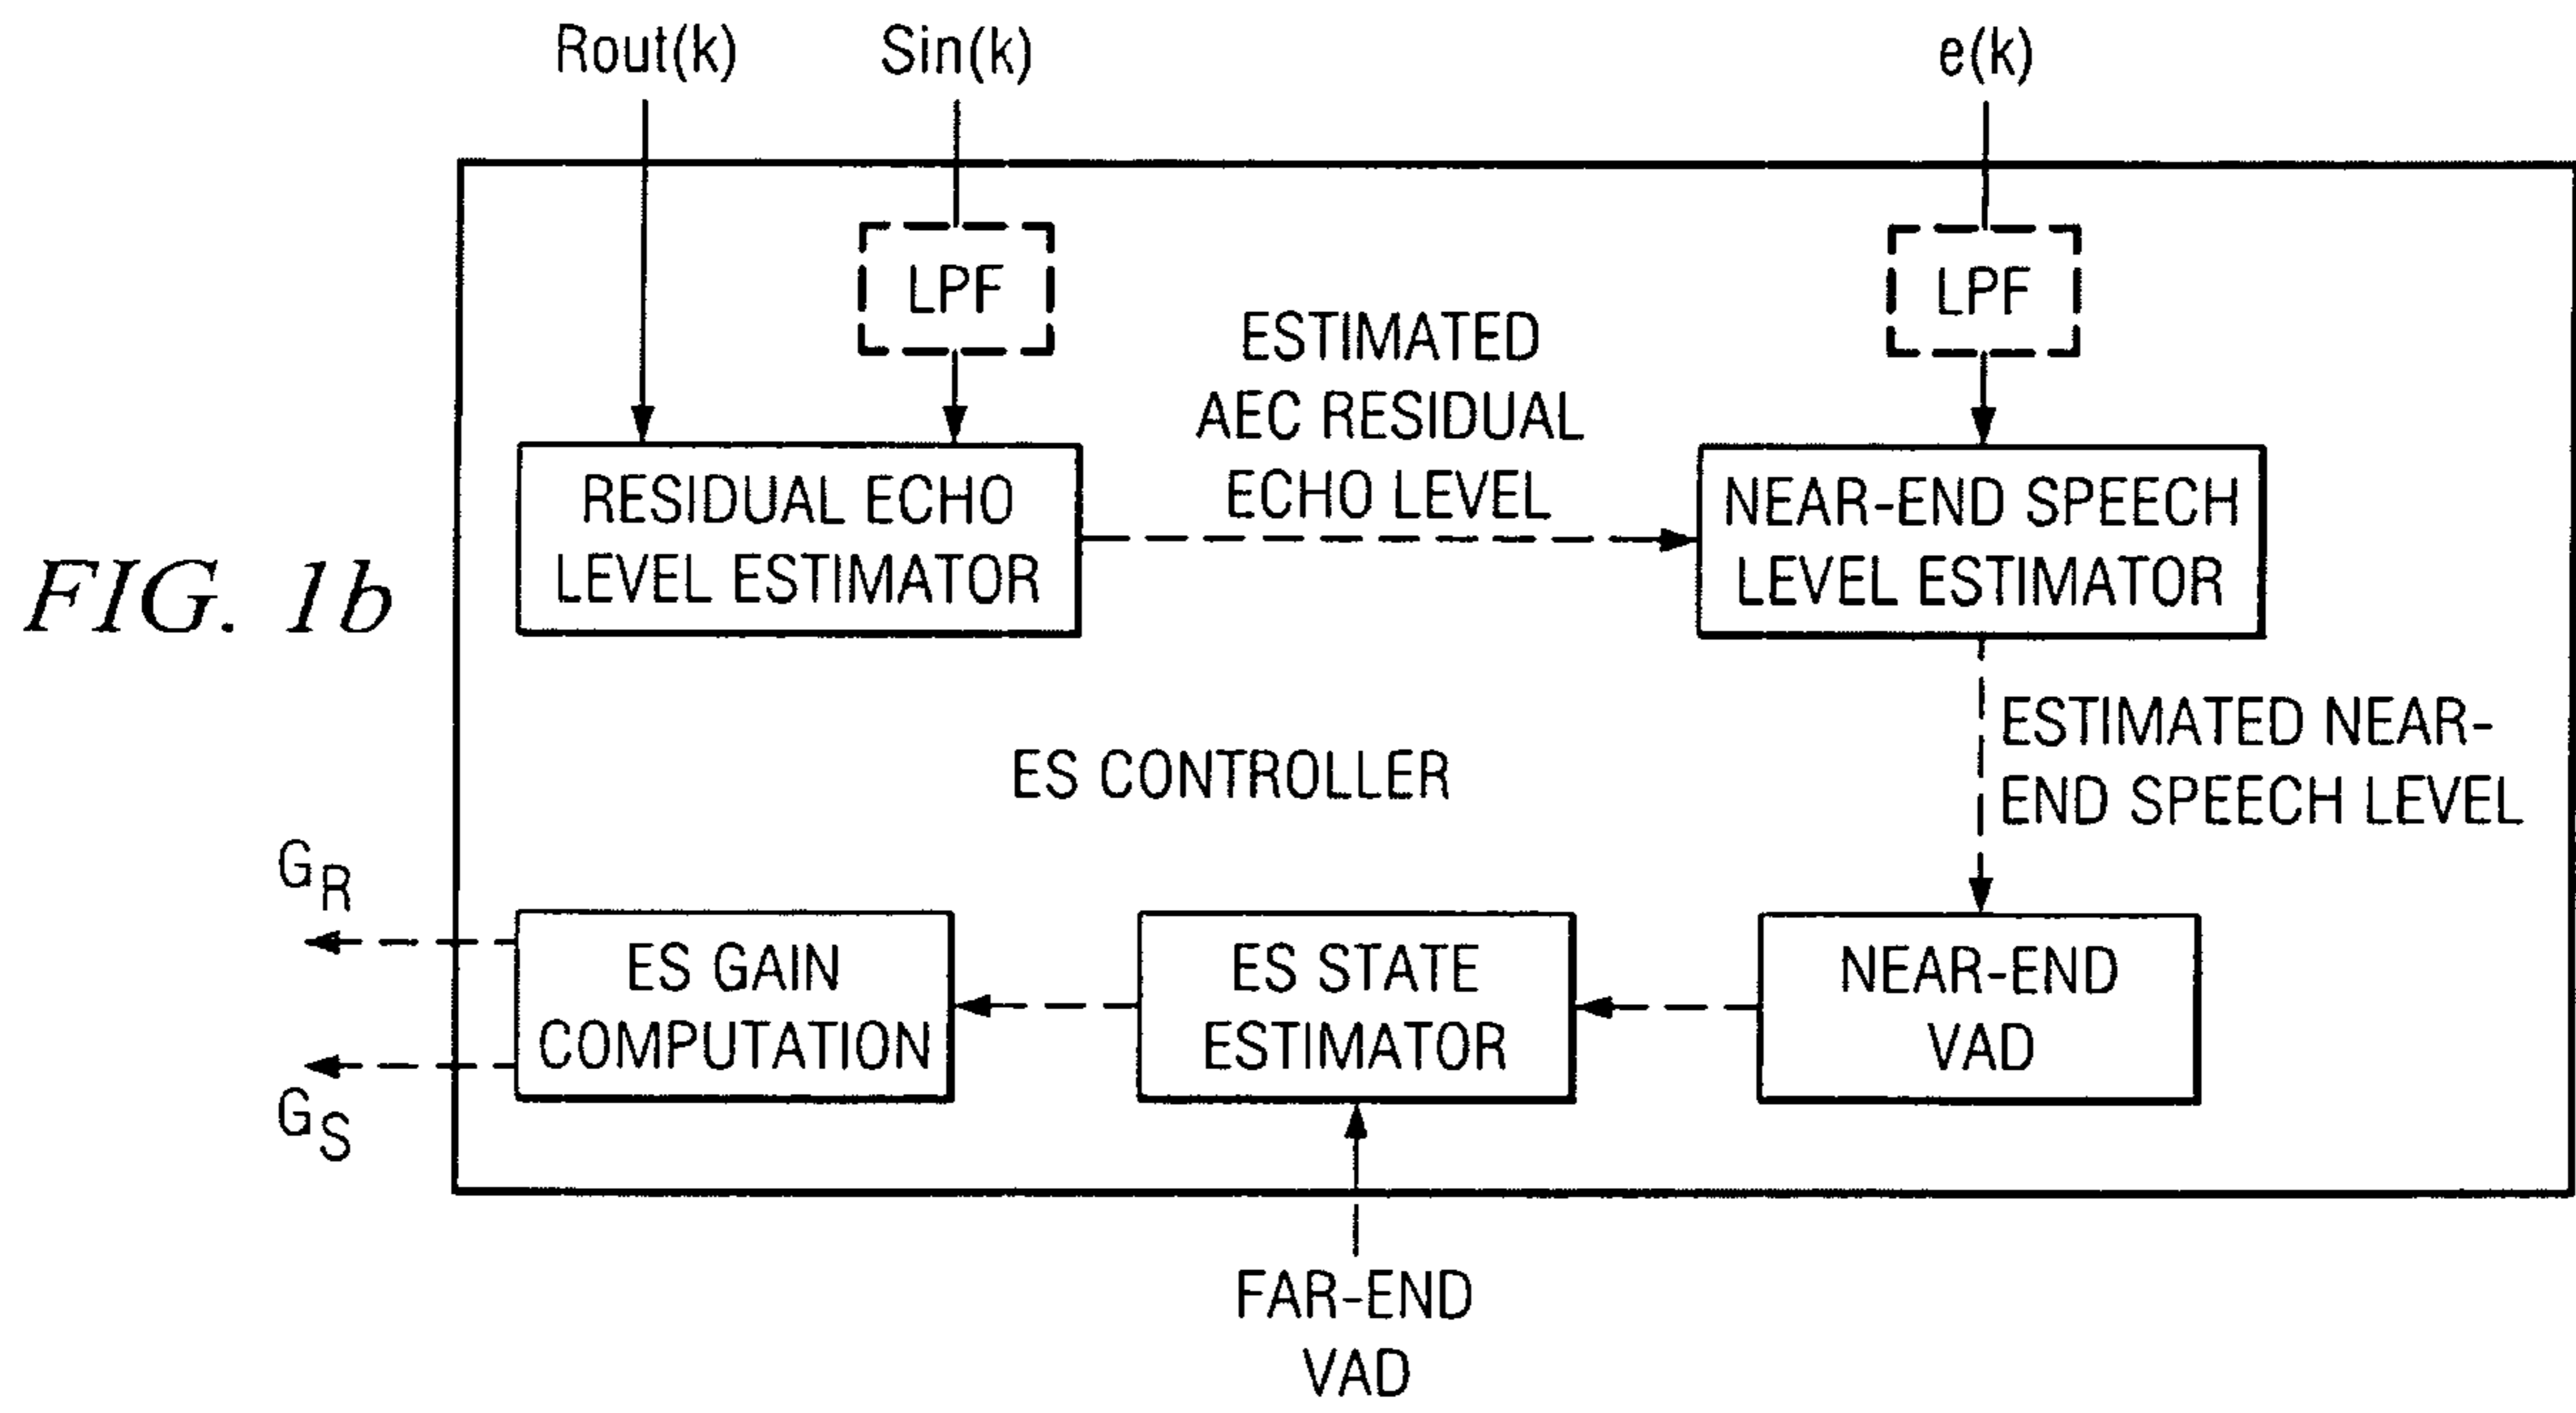 Rout(k)
Sin(k)
e(k)
LPF
LPF
ESTIMATED
AEC RESIDUAL
ECHO LEVEL
RESIDUAL ECHO
LEVEL ESTIMATOR
NEAR-END SPEECH
LEVEL ESTIMATOR
FIG. 1b
ESTIMATED NEAR-
END SPEECH LEVEL
ES CONTROLLER
GR
GS
ES GAIN
COMPUTATION
ES STATE
ESTIMATOR
NEAR-END
VAD
FAR-END
VAD